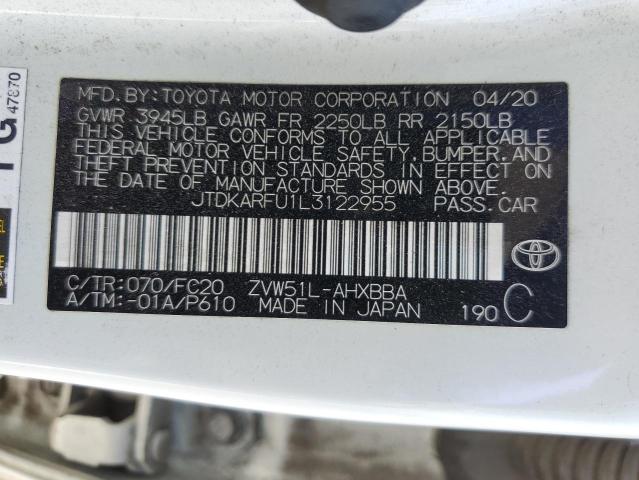 MFD.BY:TOYOTA MOTOR CORPORATION 04/20
GVWR 3945LB GAWR FR 2250LB RR 2150LB
THIS VEHICLE CONFORMS TO ALL APPLICABLE
FEDERAL MOTOR VEHICLE SAFETY,BUMPER,AND
THEFT PREVENTION STANDARDS IN EFFECT ON
THE DATE OF MANUFACTURE SHOWN ABOVE.
JTDKARFU1L3122955 PASS.CAR
C/TR:070/FC20 ZVW51L-AHXBBA
A/TM:-01A/P610 MADE IN JAPAN 190 C
47870